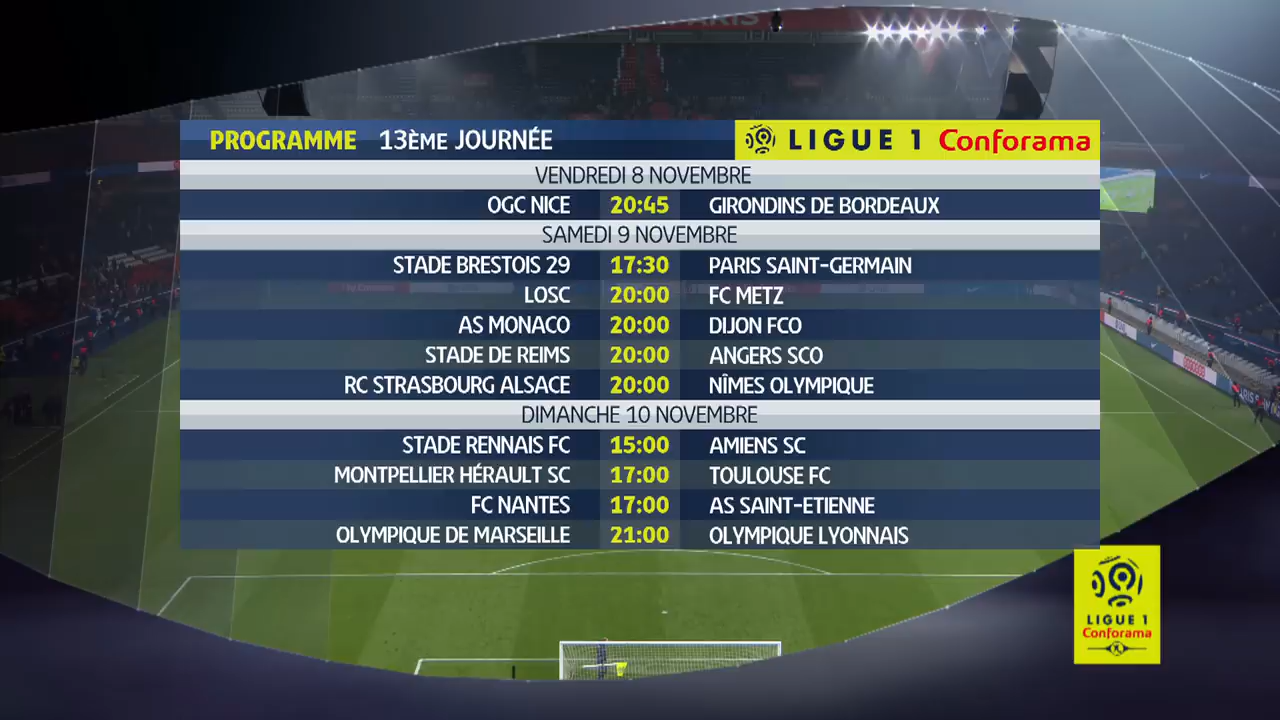 PARIS
PROGRAMME 13ÈME JOURNÉE LIGUE 1 Conforama
VENDREDI 8 NOVEMBRE
OGC NICE 20:45 GIRONDINS DE BORDEAUX
SAMEDI 9 NOVEMBRE
STADE BRESTOIS 29 17:30 PARIS SAINT-GERMAIN
LOSC 20:00 FC METZ
AS MONACO 20:00 DIJON FCO
STADE DE REIMS 20:00 ANGERS SCO
RC STRASBOURG ALSACE 20:00 NÎMES OLYMPIQUE
DIMANCHE 10 NOVEMBRE
STADE RENNAIS FC 15:00 AMIENS SC
MONTPELLIER HÉRAULT SC 17:00 TOULOUSE FC
FC NANTES 17:00 AS SAINT-ETIENNE
OLYMPIQUE DE MARSEILLE 21:00 OLYMPIQUE LYONNAIS
LIGUE 1
Conforama